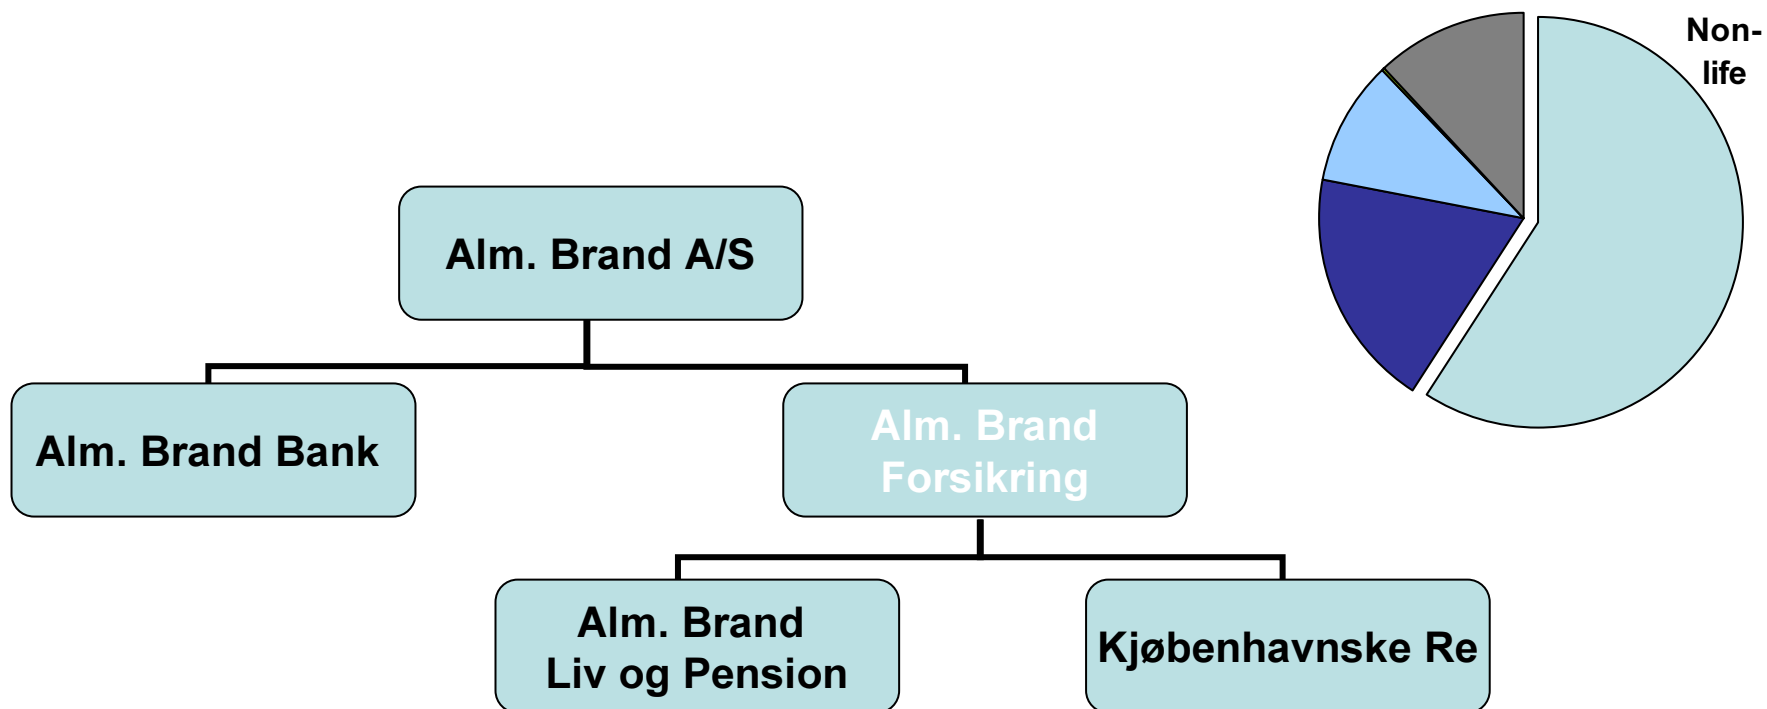 Non-
life
Alm. Brand A/S
Alm. Brand Bank
Alm. Brand
Forsikring
Alm. Brand
Liv og Pension
Kjøbenhavnske Re